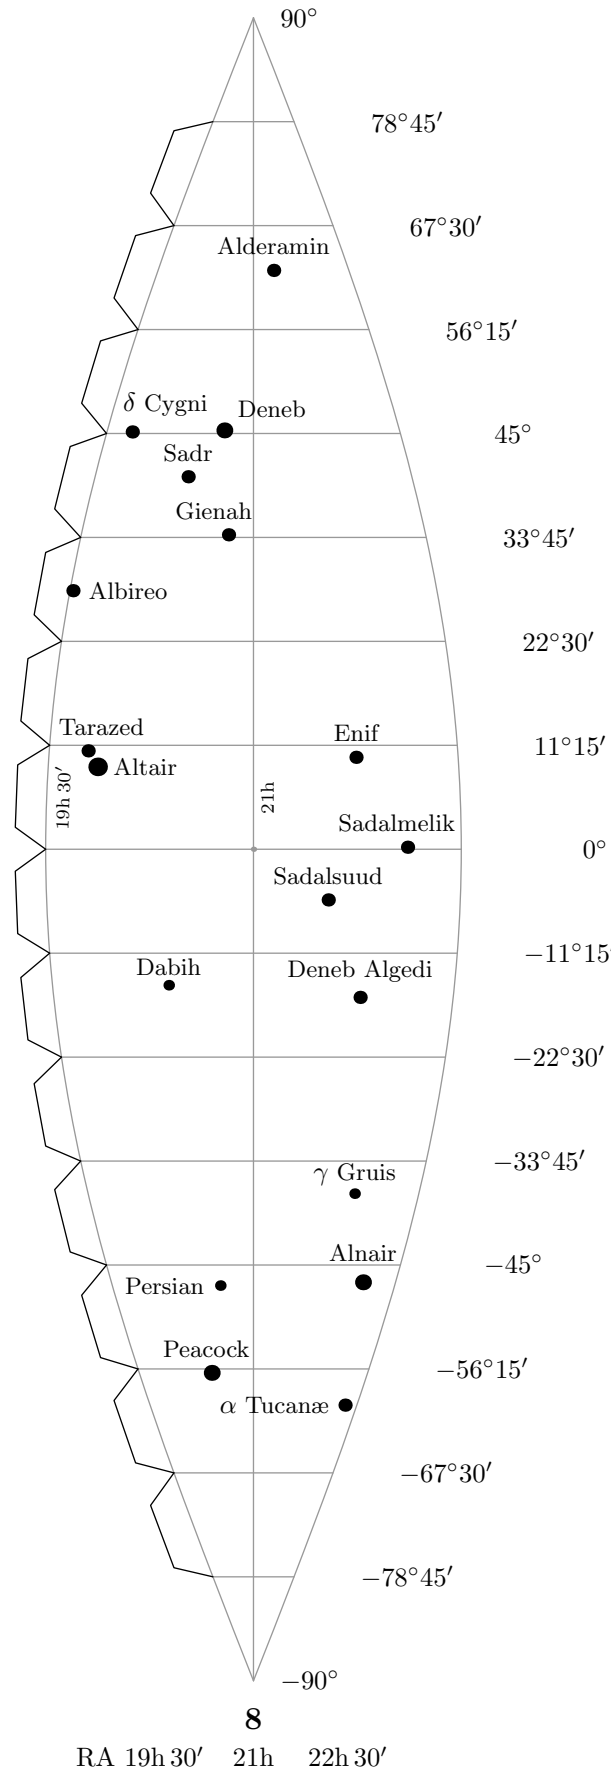 90°
78°45′
67°30′
Alderamin
56°15′
δ Cygni
Deneb
45°
Sadr
Gienah
33°45′
Albireo
22°30′
Tarazed
Enif
11°15′
Altair
19h 30′
21h
Sadalmelik
0°
Sadalsuud
−11°15
Dabih
Deneb Algedi
−22°30′
−33°45′
γ Gruis
Alnair
−45°
Persian
Peacock
−56°15′
α Tucanæ
−67°30′
−78°45′
−90°
8
RA 19h 30′ 21h 22h 30′